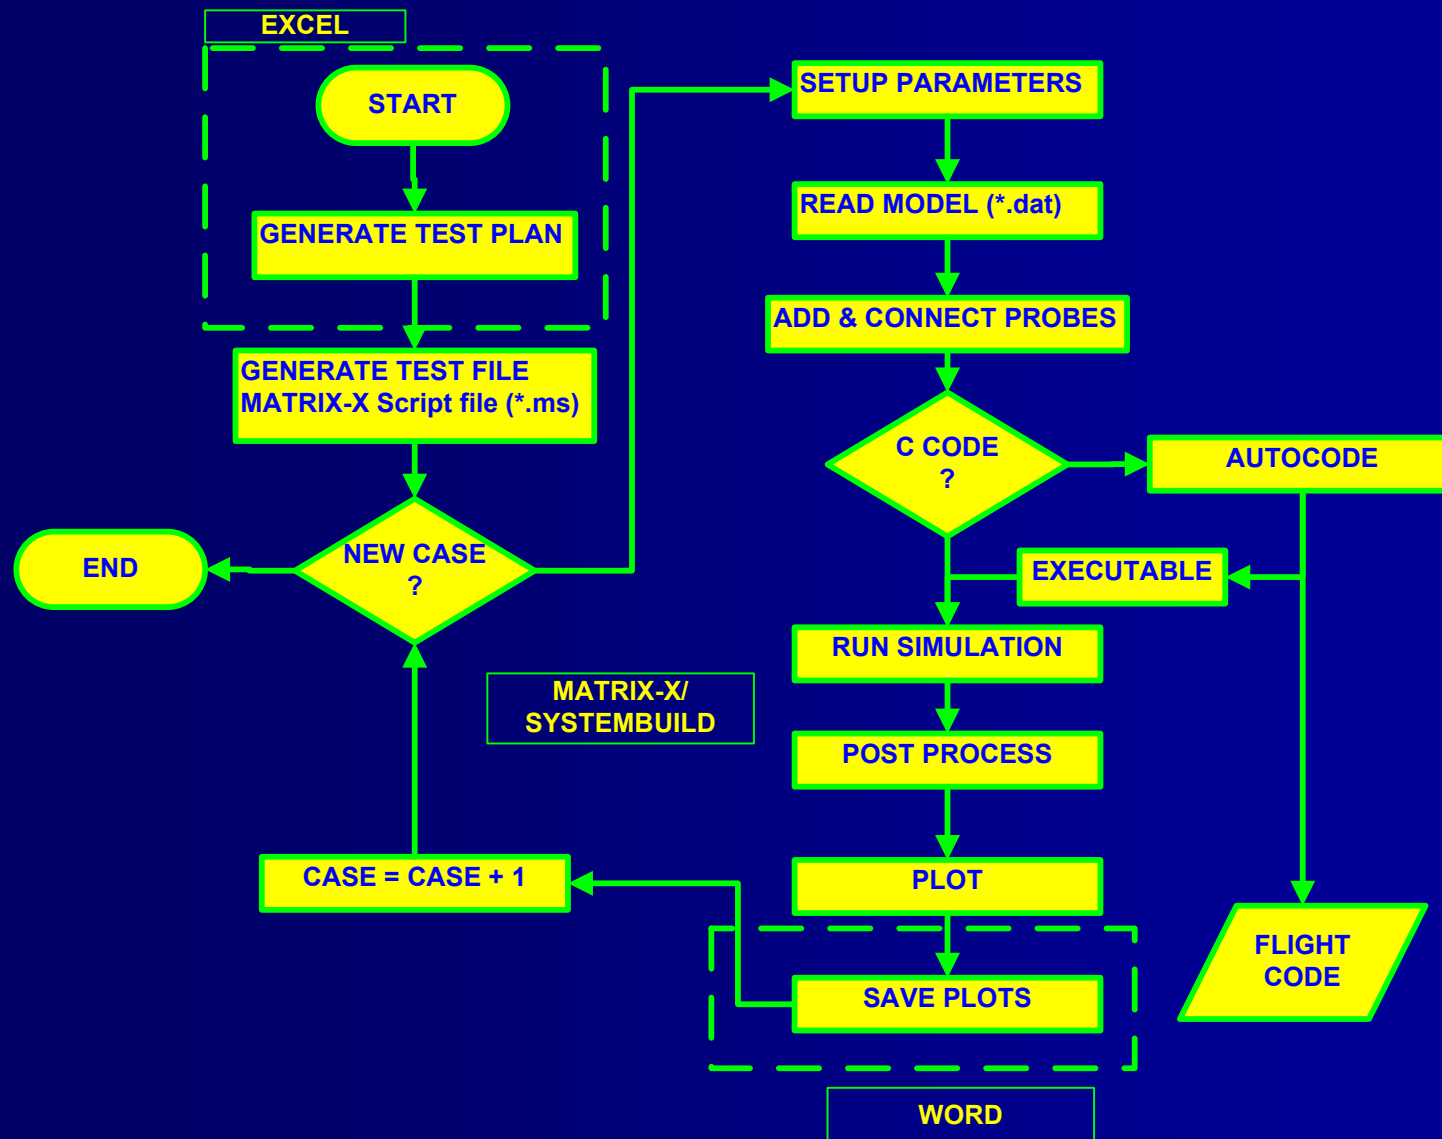 EXCEL
START
GENERATE TEST PLAN
GENERATE TEST FILE
MATRIX-X Script file (*.ms)
NEW CASE
?
END
MATRIX-X/
SYSTEMBUILD
CASE = CASE + 1
SETUP PARAMETERS
READ MODEL (*.dat)
ADD & CONNECT PROBES
C CODE
?
AUTOCODE
EXECUTABLE
RUN SIMULATION
POST PROCESS
PLOT
SAVE PLOTS
FLIGHT
CODE
WORD